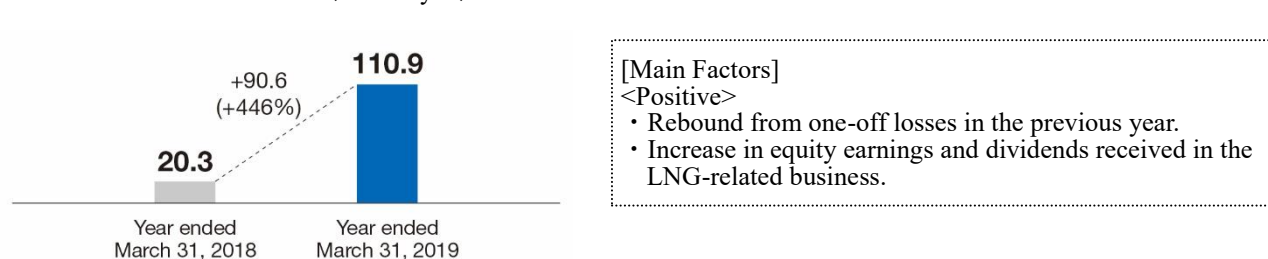 110.9
+90.6
(+446%)
20.3
Year ended
March 31, 2018
Year ended
March 31, 2019
[Main Factors]
<Positive>
・Rebound from one-off losses in the previous year.
・Increase in equity earnings and dividends received in the
LNG-related business.